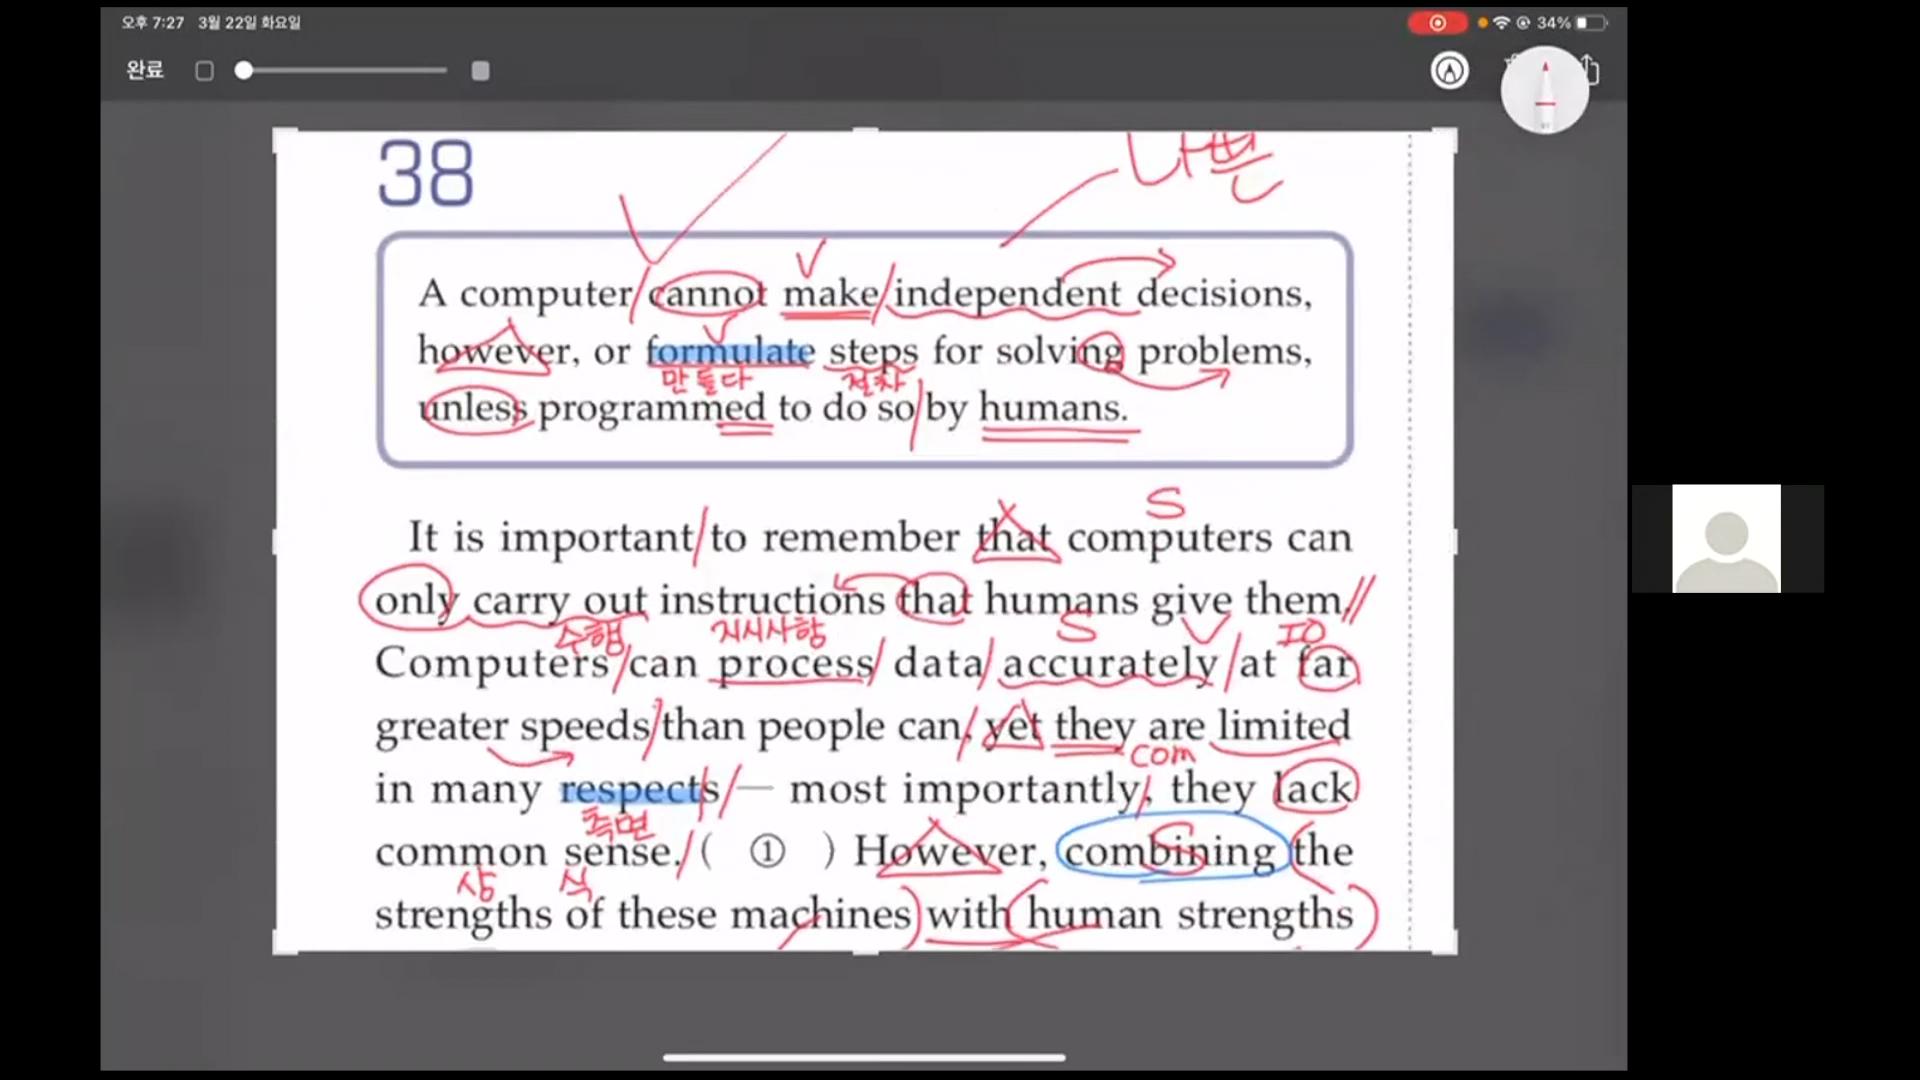 오후 7:27 3월 22일 화요일
34%
완료
38
A computer cannot make independent decisions,
however, or formulate steps for solving problems,
만들다 절차
unless programmed to do so by humans.
S
It is important to remember that computers can
only carry out instructions that humans give them.
수행 지시사항 S V IO
Computers can process data accurately at far
greater speeds than people can, yet they are limited
com
in many respects — most importantly, they lack
측면
common sense. ( ① ) However, combining the
상 식 S
strengths of these machines with human strengths